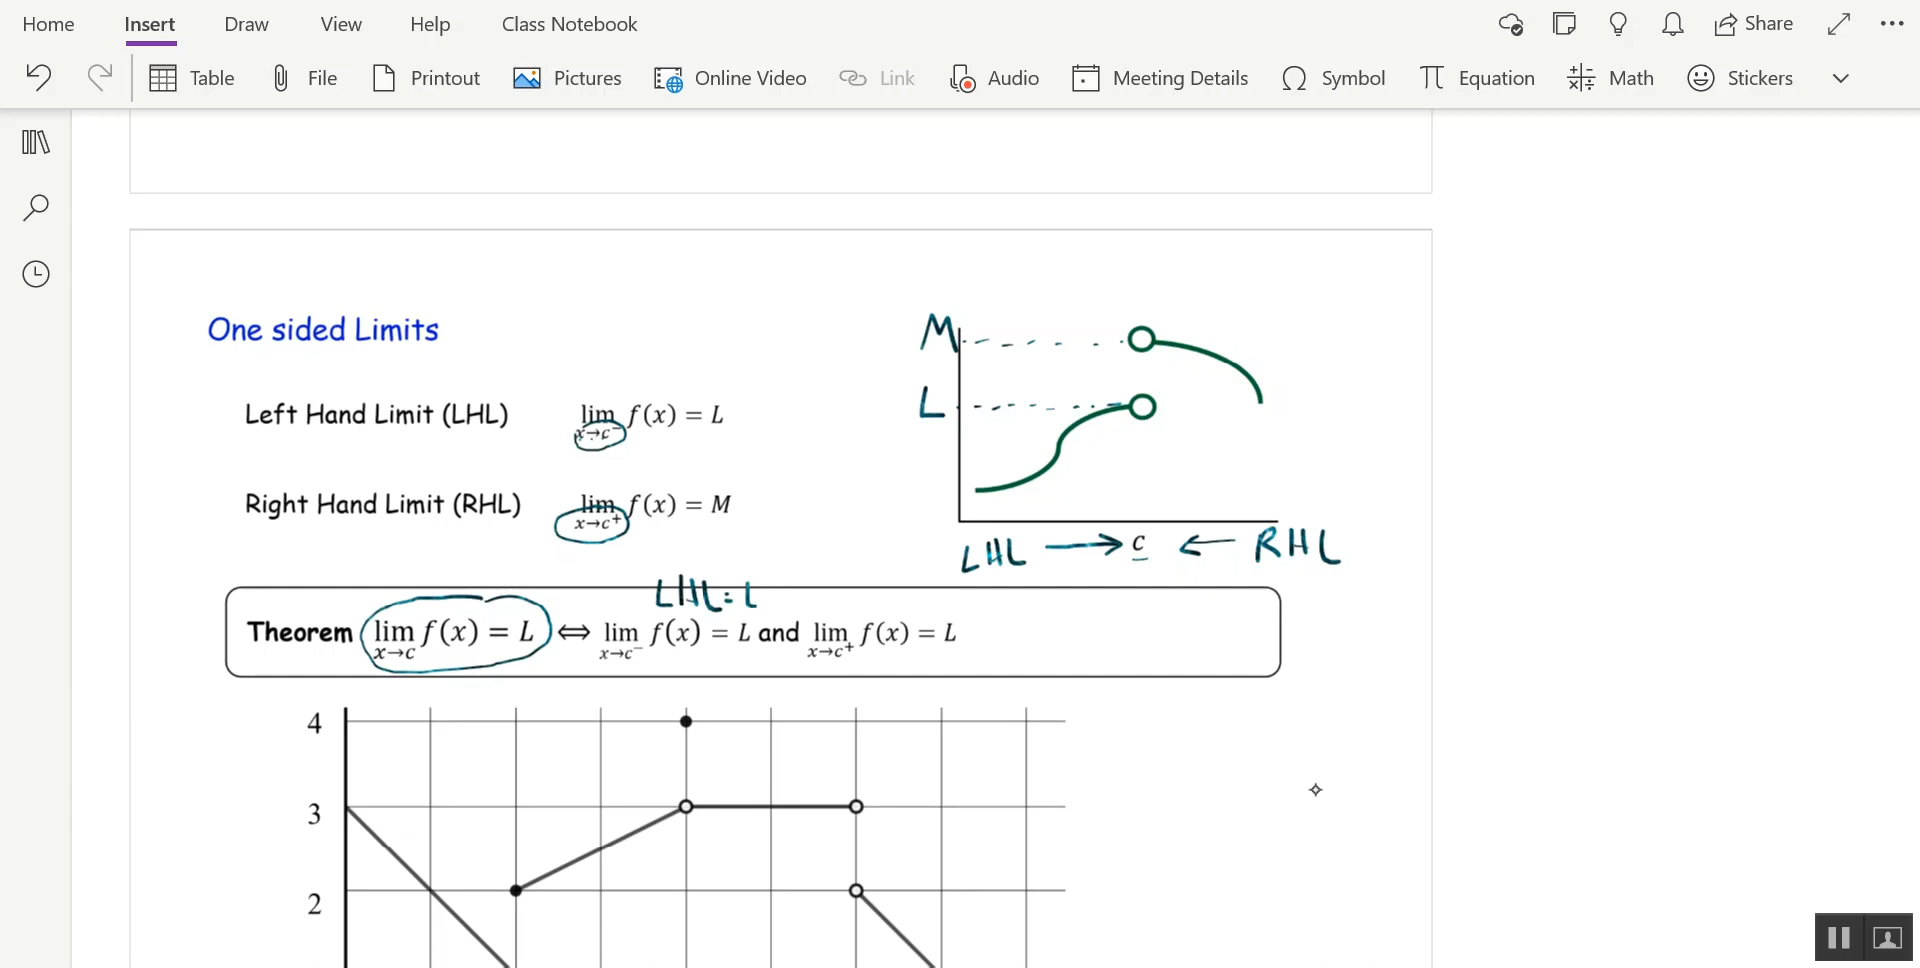 Home Insert Draw View Help Class Notebook Share
Table File Printout Pictures Online Video Link Audio Meeting Details Symbol Equation Math Stickers
One sided Limits
M
L
Left Hand Limit (LHL) lim x→c⁻ f(x) = L
Right Hand Limit (RHL) lim x→c⁺ f(x) = M
LHL → c ← RHL
LHL = L
Theorem lim x→c f(x) = L ⇔ lim x→c⁻ f(x) = L and lim x→c⁺ f(x) = L
4
3
2